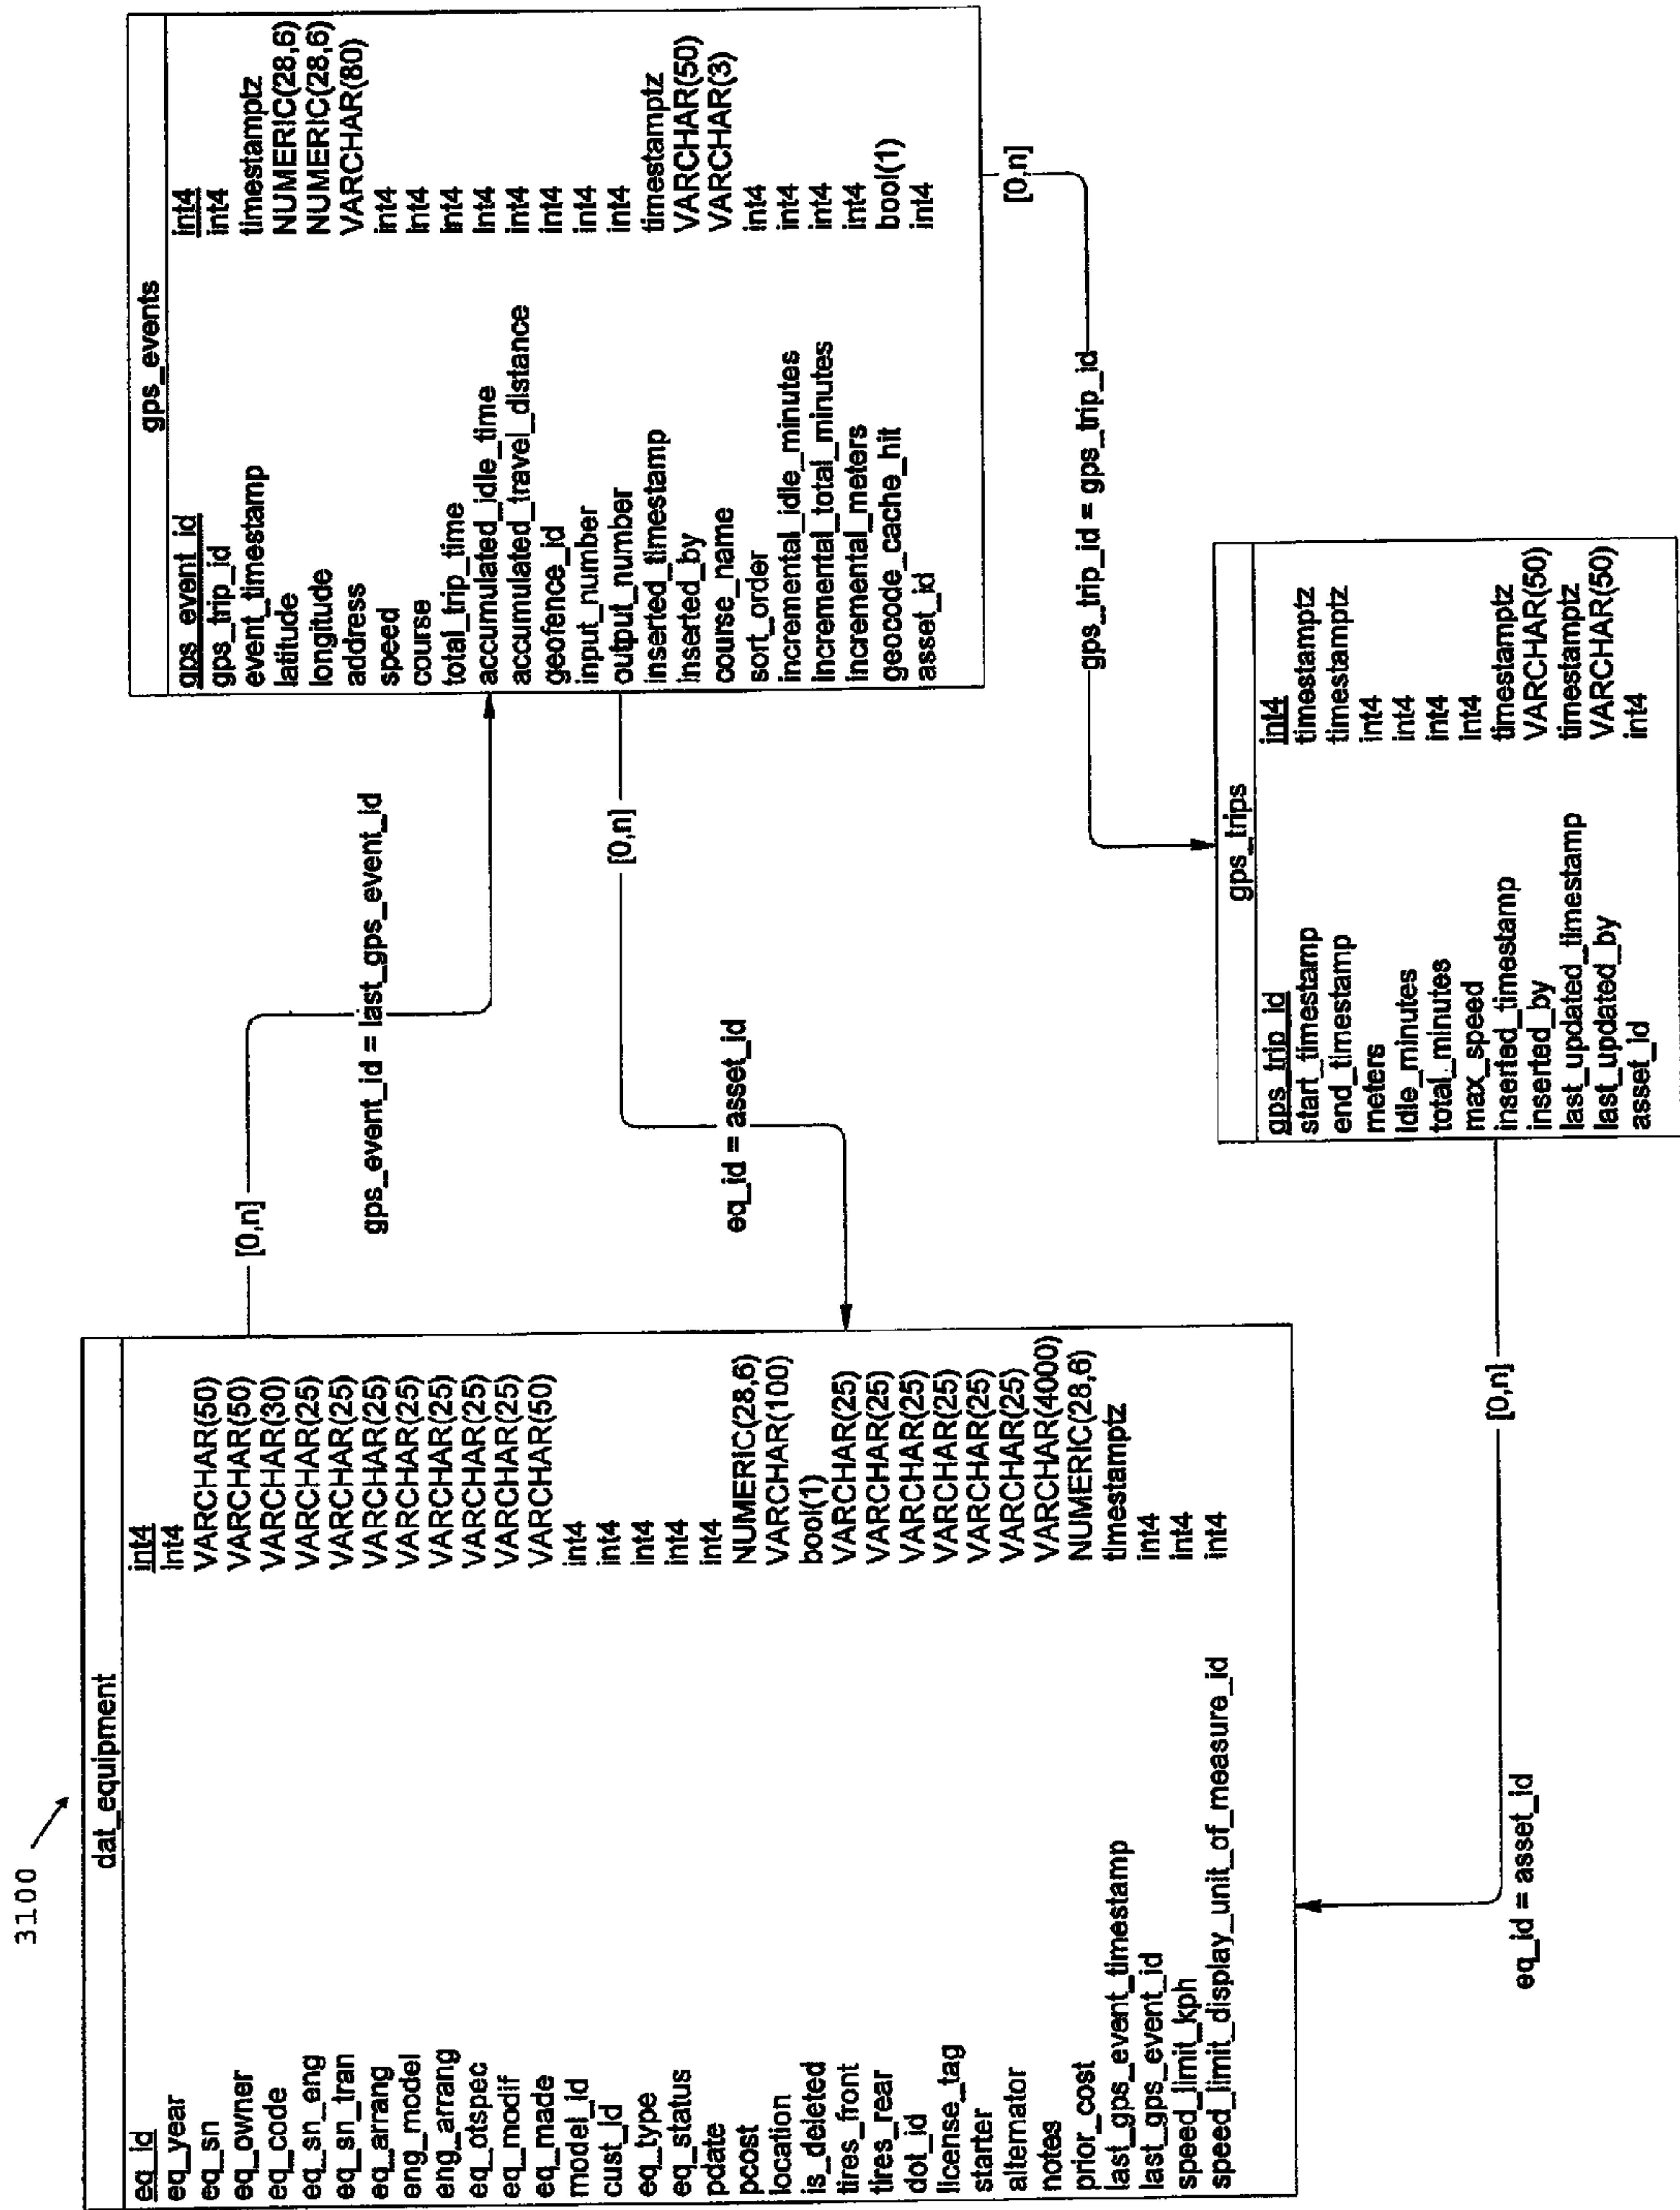 3100
dat_equipment
eq_id int4
eq_year int4
eq_sn VARCHAR(50)
eq_owner VARCHAR(50)
eq_code VARCHAR(30)
eq_sn_eng VARCHAR(25)
eq_sn_tran VARCHAR(25)
eq_arrang VARCHAR(25)
eng_model VARCHAR(25)
eng_arrang VARCHAR(25)
eq_otspec VARCHAR(25)
eq_modif VARCHAR(25)
eq_made VARCHAR(50)
model_id int4
cust_id int4
eq_type int4
eq_status int4
pdate int4
pcost NUMERIC(28,6)
location VARCHAR(100)
is_deleted bool(1)
tires_front VARCHAR(25)
tires_rear VARCHAR(25)
dot_id VARCHAR(25)
license_tag VARCHAR(25)
starter VARCHAR(25)
alternator VARCHAR(25)
notes VARCHAR(4000)
prior_cost NUMERIC(28,6)
last_gps_event_timestamp timestamptz
last_gps_event_id int4
speed_limit_kph int4
speed_limit_display_unit_of_measure_id int4
[0,n]
gps_event_id = last_gps_event_id
[0,n]
eq_id = asset_id
gps_events
gps_event_id int4
gps_trip_id int4
event_timestamp timestamptz
latitude NUMERIC(28,6)
longitude NUMERIC(28,6)
address VARCHAR(80)
speed int4
course int4
total_trip_time int4
accumulated_idle_time int4
accumulated_travel_distance int4
geofence_id int4
input_number int4
output_number int4
inserted_timestamp timestamptz
inserted_by VARCHAR(50)
course_name VARCHAR(3)
sort_order int4
incremental_idle_minutes int4
incremental_total_minutes int4
incremental_meters int4
geocode_cache_hit bool(1)
asset_id int4
[0,n]
gps_trip_id = gps_trip_id
gps_trips
gps_trip_id int4
start_timestamp timestamptz
end_timestamp timestamptz
meters int4
idle_minutes int4
total_minutes int4
max_speed int4
inserted_timestamp timestamptz
inserted_by VARCHAR(50)
last_updated_timestamp timestamptz
last_updated_by VARCHAR(50)
asset_id int4
[0,n]
eq_id = asset_id